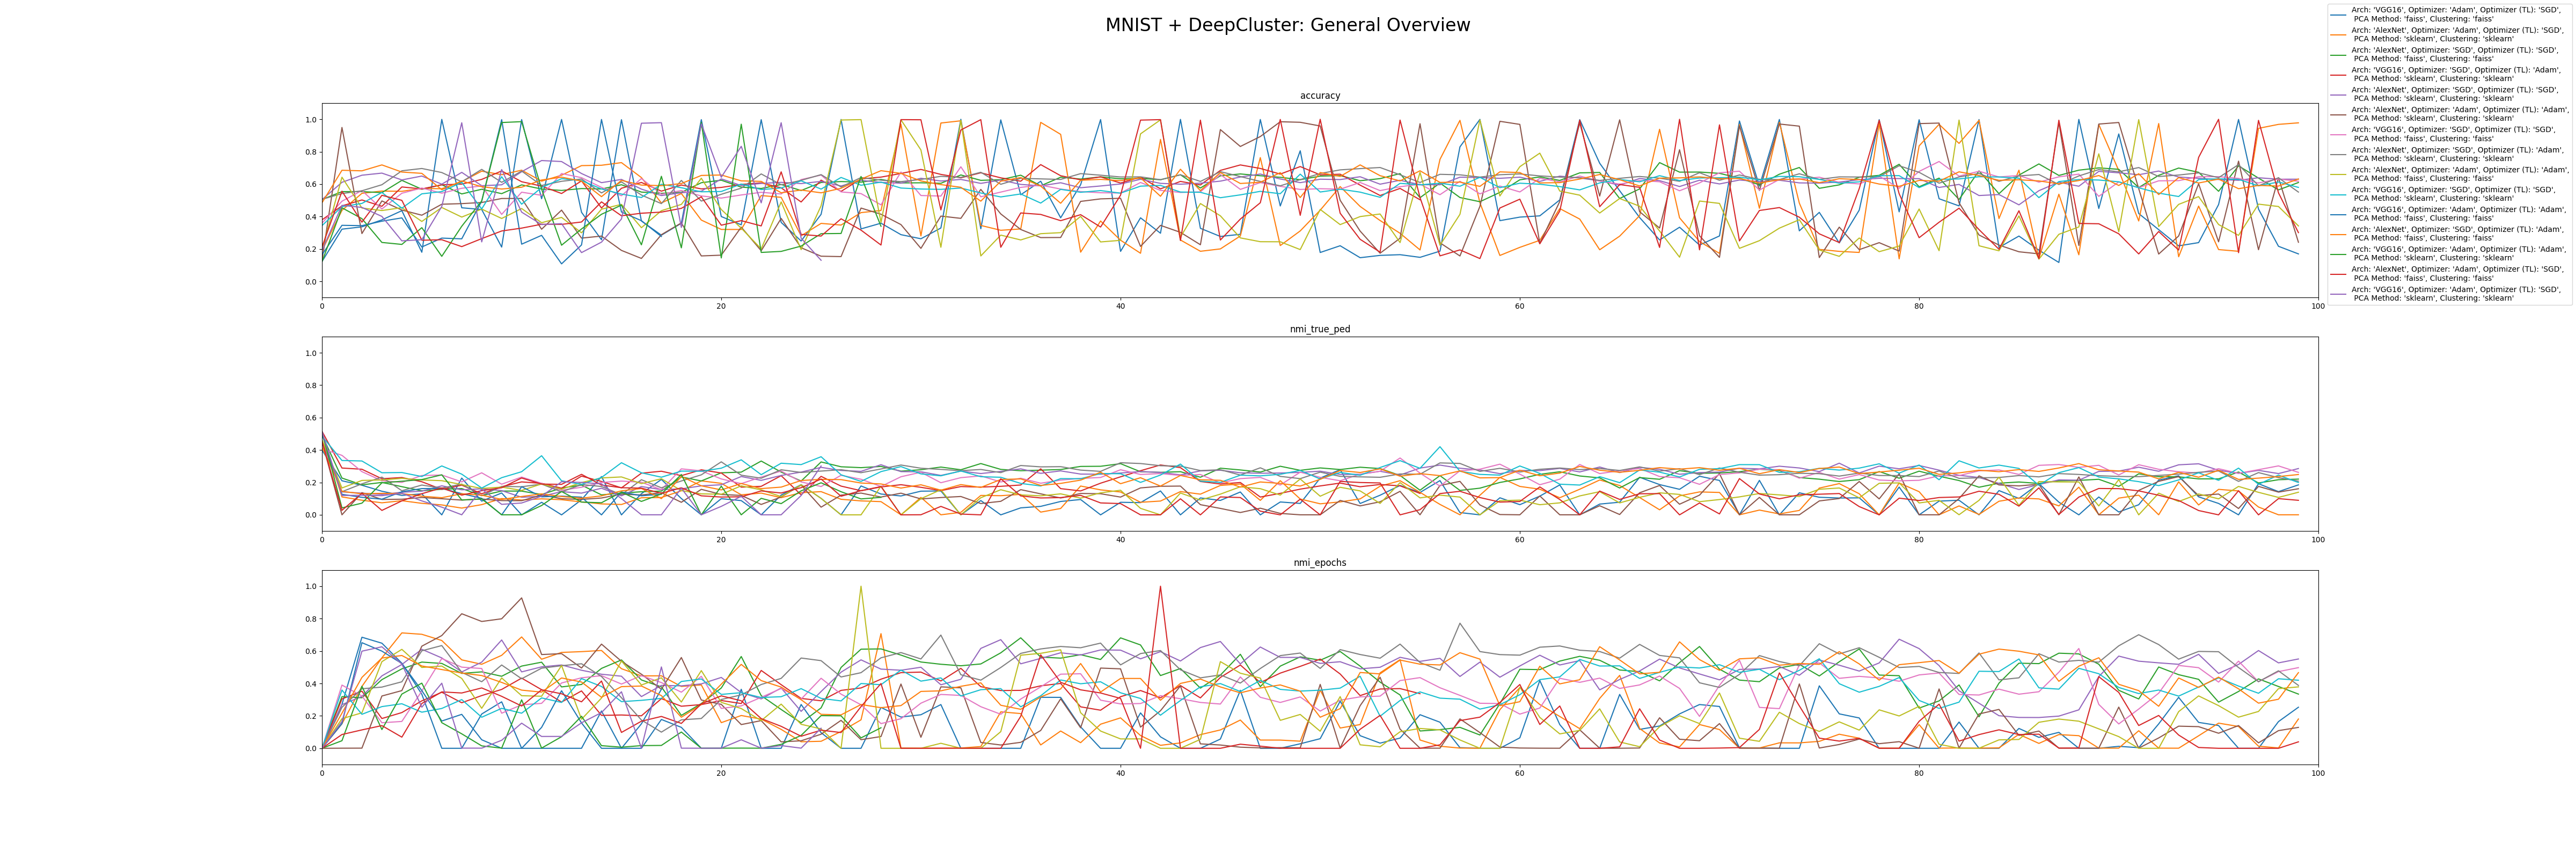 MNIST + DeepCluster: General Overview
Arch: 'VGG16', Optimizer: 'Adam', Optimizer (TL): 'SGD',
PCA Method: 'faiss', Clustering: 'faiss'
Arch: 'AlexNet', Optimizer: 'Adam', Optimizer (TL): 'SGD',
PCA Method: 'sklearn', Clustering: 'sklearn'
Arch: 'AlexNet', Optimizer: 'SGD', Optimizer (TL): 'SGD',
PCA Method: 'faiss', Clustering: 'faiss'
Arch: 'VGG16', Optimizer: 'SGD', Optimizer (TL): 'Adam',
PCA Method: 'sklearn', Clustering: 'sklearn'
Arch: 'AlexNet', Optimizer: 'SGD', Optimizer (TL): 'SGD',
PCA Method: 'sklearn', Clustering: 'sklearn'
Arch: 'AlexNet', Optimizer: 'Adam', Optimizer (TL): 'Adam',
PCA Method: 'sklearn', Clustering: 'sklearn'
Arch: 'VGG16', Optimizer: 'SGD', Optimizer (TL): 'SGD',
PCA Method: 'faiss', Clustering: 'faiss'
Arch: 'AlexNet', Optimizer: 'SGD', Optimizer (TL): 'Adam',
PCA Method: 'sklearn', Clustering: 'sklearn'
Arch: 'AlexNet', Optimizer: 'Adam', Optimizer (TL): 'Adam',
PCA Method: 'faiss', Clustering: 'faiss'
Arch: 'VGG16', Optimizer: 'SGD', Optimizer (TL): 'SGD',
PCA Method: 'sklearn', Clustering: 'sklearn'
Arch: 'VGG16', Optimizer: 'Adam', Optimizer (TL): 'Adam',
PCA Method: 'faiss', Clustering: 'faiss'
Arch: 'AlexNet', Optimizer: 'SGD', Optimizer (TL): 'Adam',
PCA Method: 'faiss', Clustering: 'faiss'
Arch: 'VGG16', Optimizer: 'Adam', Optimizer (TL): 'Adam',
PCA Method: 'sklearn', Clustering: 'sklearn'
Arch: 'AlexNet', Optimizer: 'Adam', Optimizer (TL): 'SGD',
PCA Method: 'faiss', Clustering: 'faiss'
Arch: 'VGG16', Optimizer: 'Adam', Optimizer (TL): 'SGD',
PCA Method: 'sklearn', Clustering: 'sklearn'
accuracy
1.0
0.8
0.6
0.4
0.2
0.0
0 20 40 60 80 100
nmi_true_ped
1.0
0.8
0.6
0.4
0.2
0.0
0 20 40 60 80 100
nmi_epochs
1.0
0.8
0.6
0.4
0.2
0.0
0 20 40 60 80 100